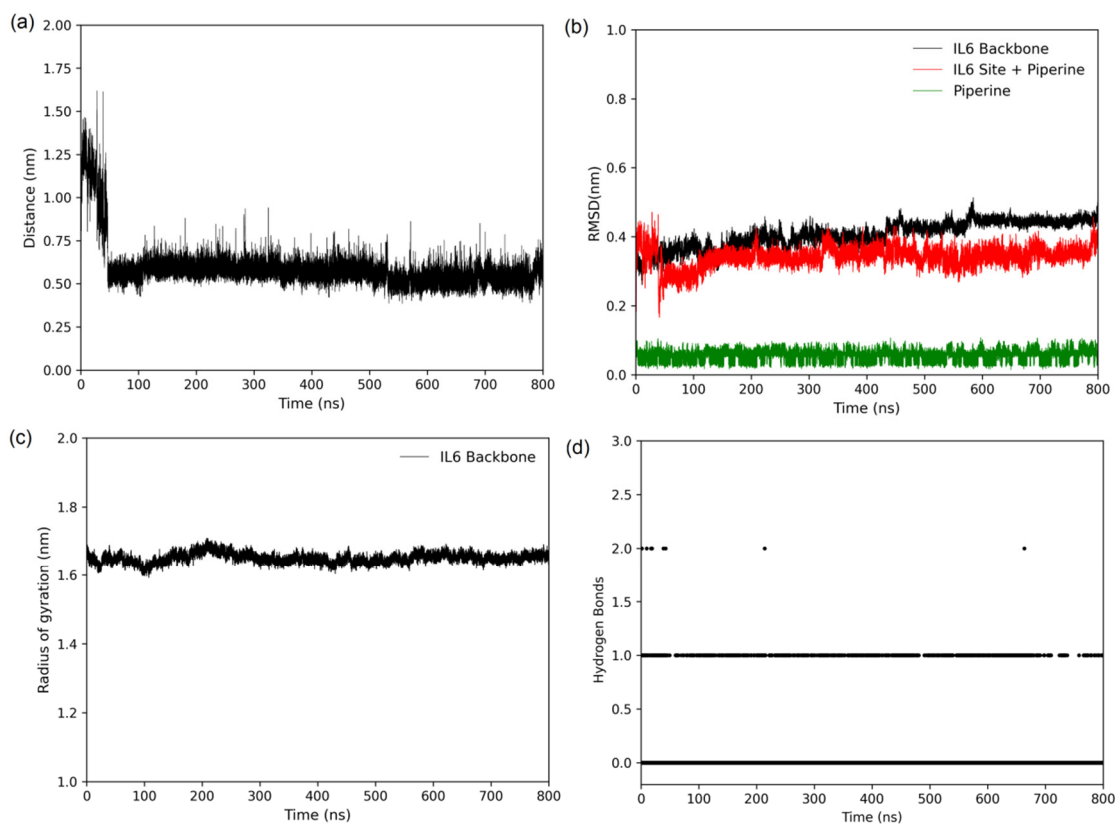 (a)
2.00
1.75
1.50
1.25
1.00
0.75
0.50
0.25
0.00
Distance (nm)
0 100 200 300 400 500 600 700 800
Time (ns)
(b)
1.0
0.8
0.6
0.4
0.2
0.0
RMSD(nm)
IL6 Backbone
IL6 Site + Piperine
Piperine
0 100 200 300 400 500 600 700 800
Time (ns)
(c)
2.0
1.8
1.6
1.4
1.2
1.0
Radius of gyration (nm)
IL6 Backbone
0 100 200 300 400 500 600 700 800
Time (ns)
(d)
3.0
2.5
2.0
1.5
1.0
0.5
0.0
Hydrogen Bonds
0 100 200 300 400 500 600 700 800
Time (ns)